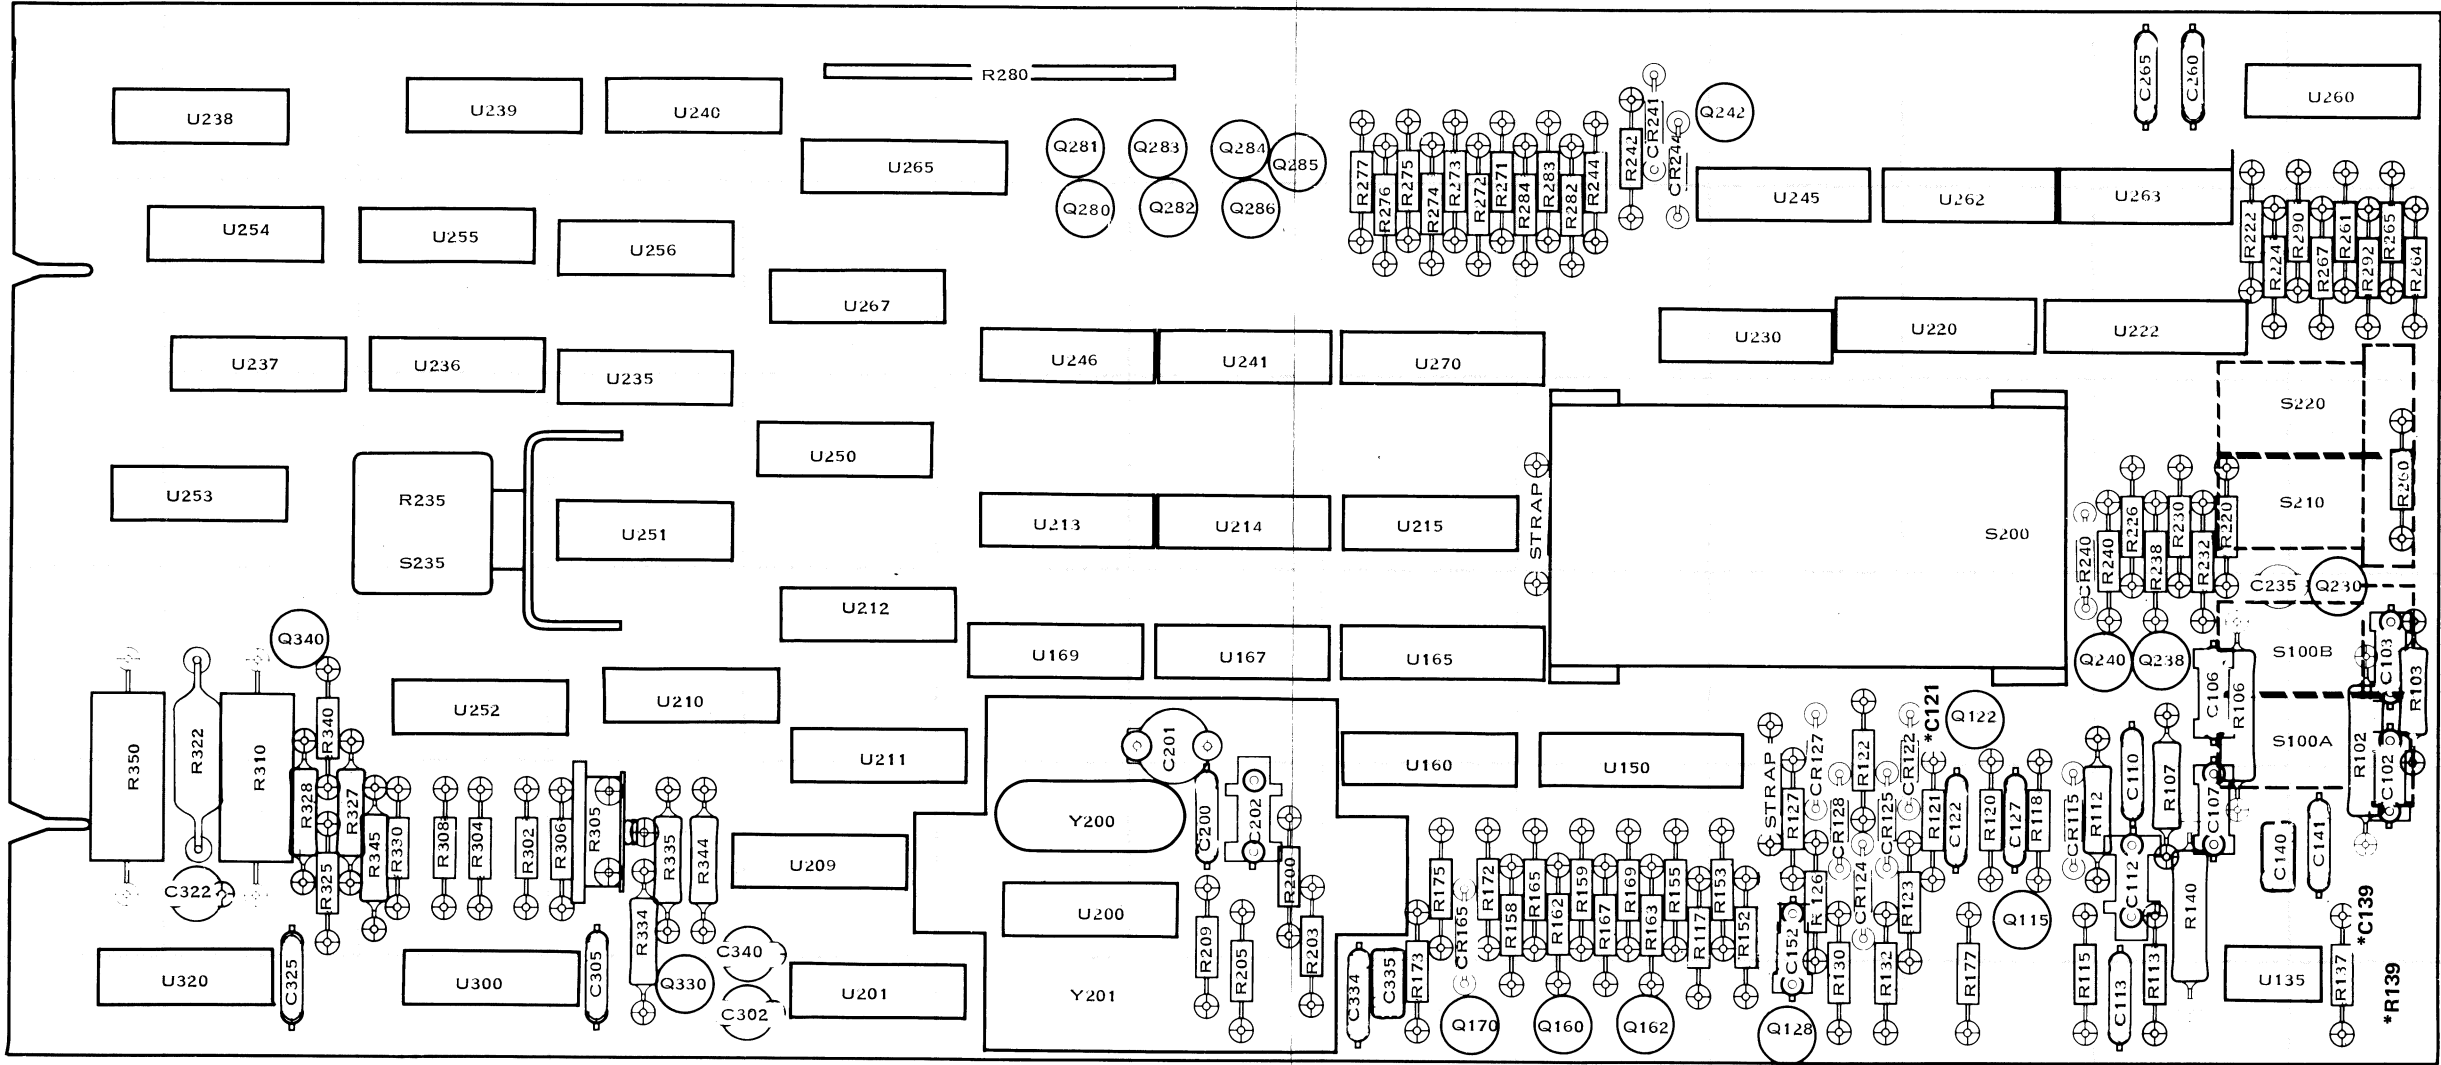 R280
C265
C260
U260
U238
U239
U240
U265
Q281
Q283
Q284
Q285
Q280
Q282
Q286
R277
R276
R275
R274
R273
R272
R271
R284
R283
R282
R244
R242
CR241
CR244
Q242
U245
U262
U263
R222
R224
R290
R267
R261
R292
R265
R264
U254
U255
U256
U267
U246
U241
U270
U230
U220
U222
U237
U236
U235
U250
S220
S210
R260
U253
R235
S235
U251
U213
U214
U215
STRAP
S200
CR240
R240
R226
R238
R230
R232
R220
C235
Q230
U212
Q340
U169
U167
U165
Q240
Q238
C106
R106
S100B
C103
R103
R350
R322
R310
R340
U252
U210
U211
C201
U160
U150
STRAP
CR127
R122
CR122
*C121
Q122
S100A
R102
C102
R328
R327
R345
R330
R325
R308
R304
R302
R306
R305
R335
R344
R334
U209
Y200
C200
C202
R200
R127
CR128
CR125
R121
C122
R120
C127
R118
CR115
R112
C110
R107
C107
C140
C141
C322
U200
R209
R205
R203
R175
CR165
R172
R158
R165
R162
R159
R167
R169
R163
R155
R117
R153
R152
C152
R126
R130
CR124
R132
R123
R177
Q115
R115
C112
C113
R113
R140
*C139
U320
C325
U300
C305
Q330
C340
C302
U201
Y201
C334
C335
R173
Q170
Q160
Q162
Q128
U135
R137
*R139